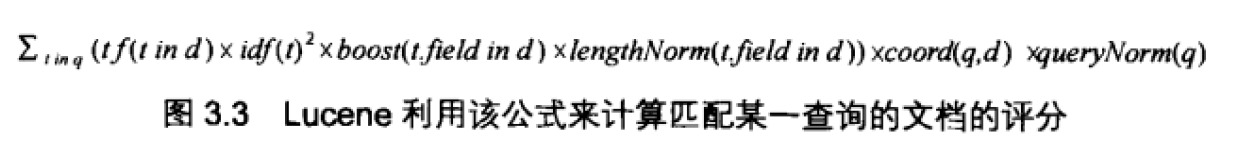 ∑ t in q (tf(t in d)×idf(t)²×boost(t.field in d)×lengthNorm(t.field in d))×coord(q,d) ×queryNorm(q)
图 3.3 Lucene 利用该公式来计算匹配某一查询的文档的评分